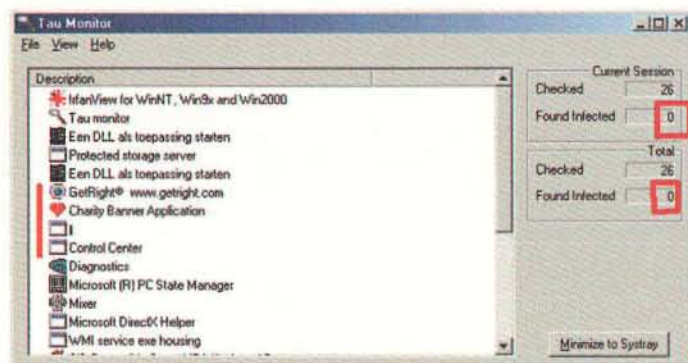 Tau Monitor
File View Help
Description
IrfanView for WinNT, Win9x and Win2000
Tau monitor
Een DLL als toepassing starten
Protected storage server
Een DLL als toepassing starten
GetRight® www.getright.com
Charity Banner Application
Control Center
Diagnostics
Microsoft (R) PC State Manager
Mixer
Microsoft DirectX Helper
WMI service exe housing
Current Session
Checked 26
Found Infected 0
Total
Checked 26
Found Infected 0
Minimize to Systray